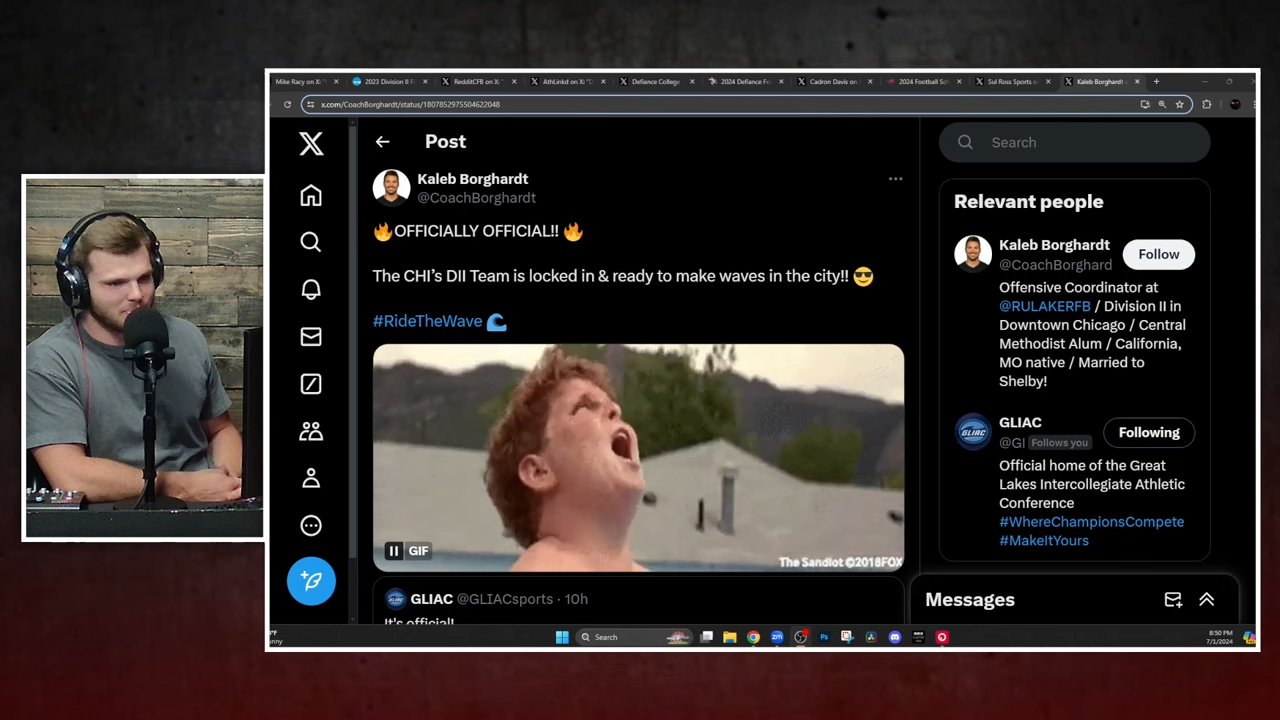 Mike Racy on X: "
2023 Division II F
RedditCFB on X: "
AthLinkd on X: "D
Defiance College
2024 Defiance Fo
Cadron Davis on
2024 Football Sch
Sul Ross Sports o
Kaleb Borghardt
x.com/CoachBorghardt/status/1807852975504622048
Post
Search
Kaleb Borghardt
@CoachBorghardt
🔥OFFICIALLY OFFICIAL!! 🔥
The CHI's DII Team is locked in & ready to make waves in the city!! 😎
#RideTheWave 🌊
GIF
The Sandlot ©2018FOX
GLIAC @GLIACsports · 10h
It's official!
Relevant people
Kaleb Borghardt
@CoachBorghard
Follow
Offensive Coordinator at
@RULAKERFB / Division II in
Downtown Chicago / Central
Methodist Alum / California,
MO native / Married to
Shelby!
GLIAC
@Gl Follows you
Following
Official home of the Great
Lakes Intercollegiate Athletic
Conference
#WhereChampionsCompete
#MakeItYours
Messages
Search
8:50 PM
7/1/2024